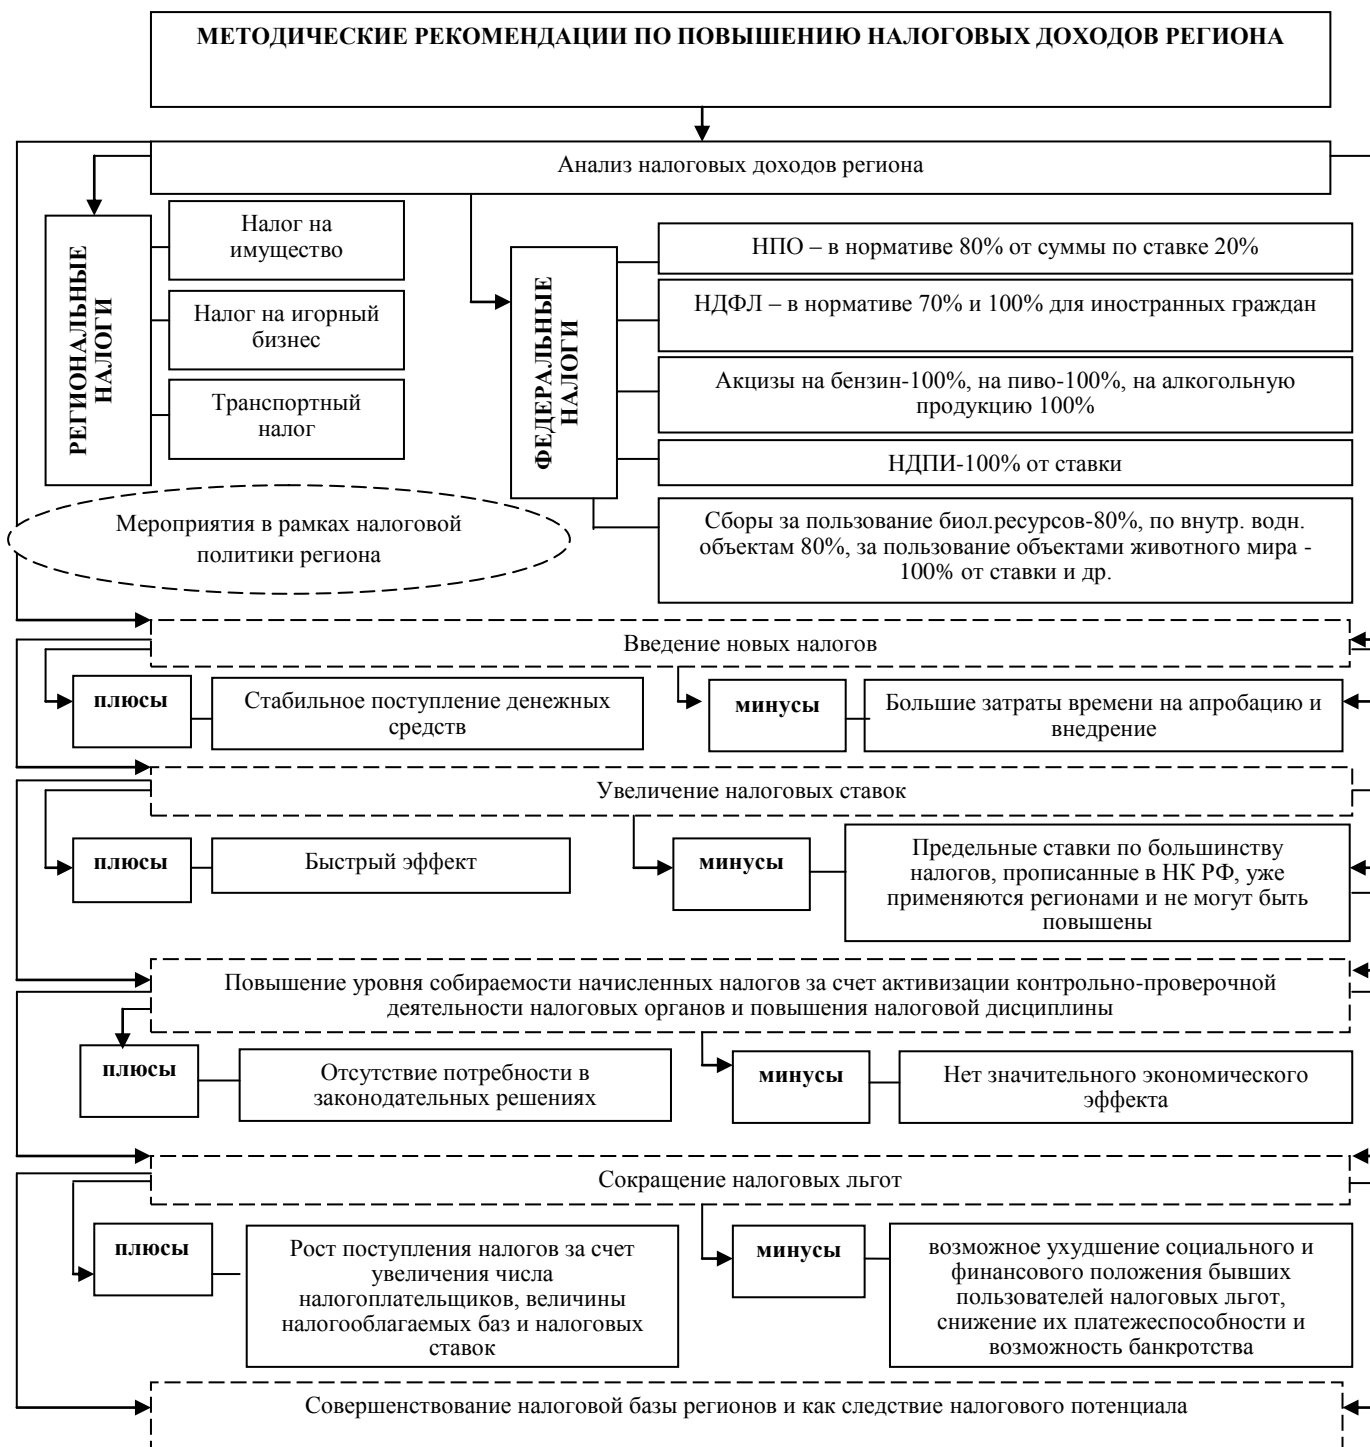 МЕТОДИЧЕСКИЕ РЕКОМЕНДАЦИИ ПО ПОВЫШЕНИЮ НАЛОГОВЫХ ДОХОДОВ РЕГИОНА
Анализ налоговых доходов региона
РЕГИОНАЛЬНЫЕ
НАЛОГИ
Налог на
имущество
Налог на игорный
бизнес
Транспортный
налог
ФЕДЕРАЛЬНЫЕ
НАЛОГИ
НПО – в нормативе 80% от суммы по ставке 20%
НДФЛ – в нормативе 70% и 100% для иностранных граждан
Акцизы на бензин-100%, на пиво-100%, на алкогольную
продукцию 100%
НДПИ-100% от ставки
Сборы за пользование биол.ресурсов-80%, по внутр. водн.
объектам 80%, за пользование объектами животного мира -
100% от ставки и др.
Мероприятия в рамках налоговой
политики региона
Введение новых налогов
плюсы
Стабильное поступление денежных
средств
минусы
Большие затраты времени на апробацию и
внедрение
Увеличение налоговых ставок
плюсы
Быстрый эффект
минусы
Предельные ставки по большинству
налогов, прописанные в НК РФ, уже
применяются регионами и не могут быть
повышены
Повышение уровня собираемости начисленных налогов за счет активизации контрольно-проверочной
деятельности налоговых органов и повышения налоговой дисциплины
плюсы
Отсутствие потребности в
законодательных решениях
минусы
Нет значительного экономического
эффекта
Сокращение налоговых льгот
плюсы
Рост поступления налогов за счет
увеличения числа
налогоплательщиков, величины
налогооблагаемых баз и налоговых
ставок
минусы
возможное ухудшение социального и
финансового положения бывших
пользователей налоговых льгот,
снижение их платежеспособности и
возможность банкротства
Совершенствование налоговой базы регионов и как следствие налогового потенциала